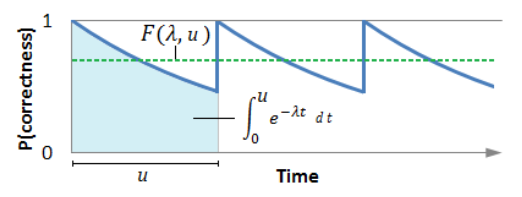 1
F(λ, u)
P(correctness)
∫₀ᵘ e^{−λt} dt
0
u
Time